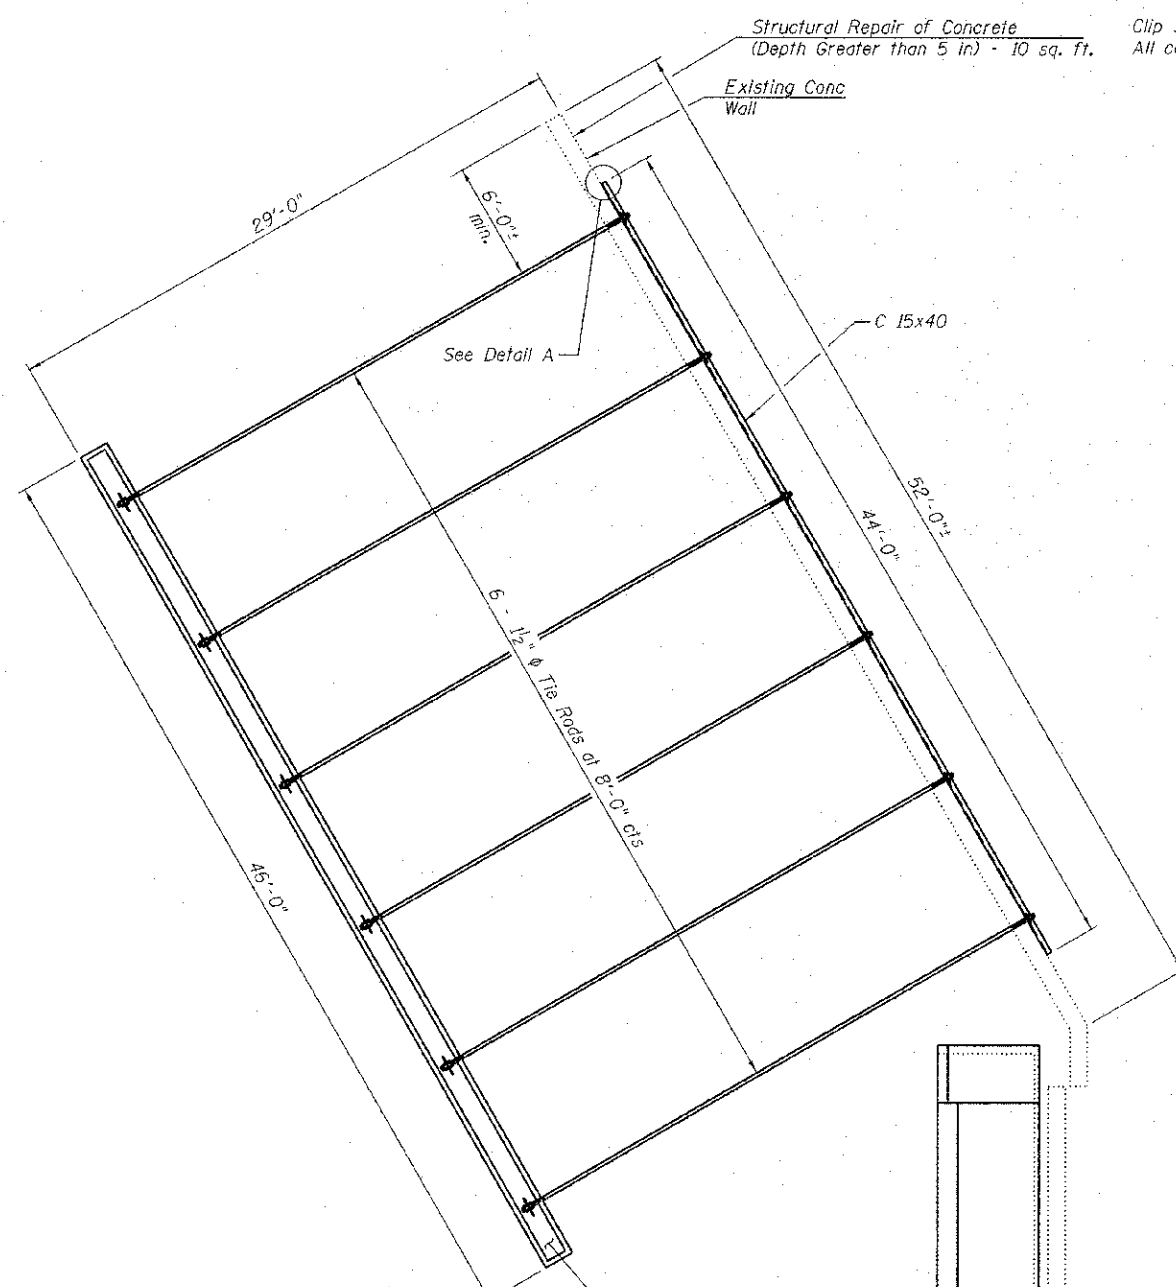 Structural Repair of Concrete
(Depth Greater than 5 in) - 10 sq. ft.
Clip
All
Existing Conc
Wall
29'-0"
6'-0"±
min.
See Detail A
C 15x40
52'-0"±
44'-0"
6 - 1½" ϕ Tie Rods at 8'-0" cts
46'-0"